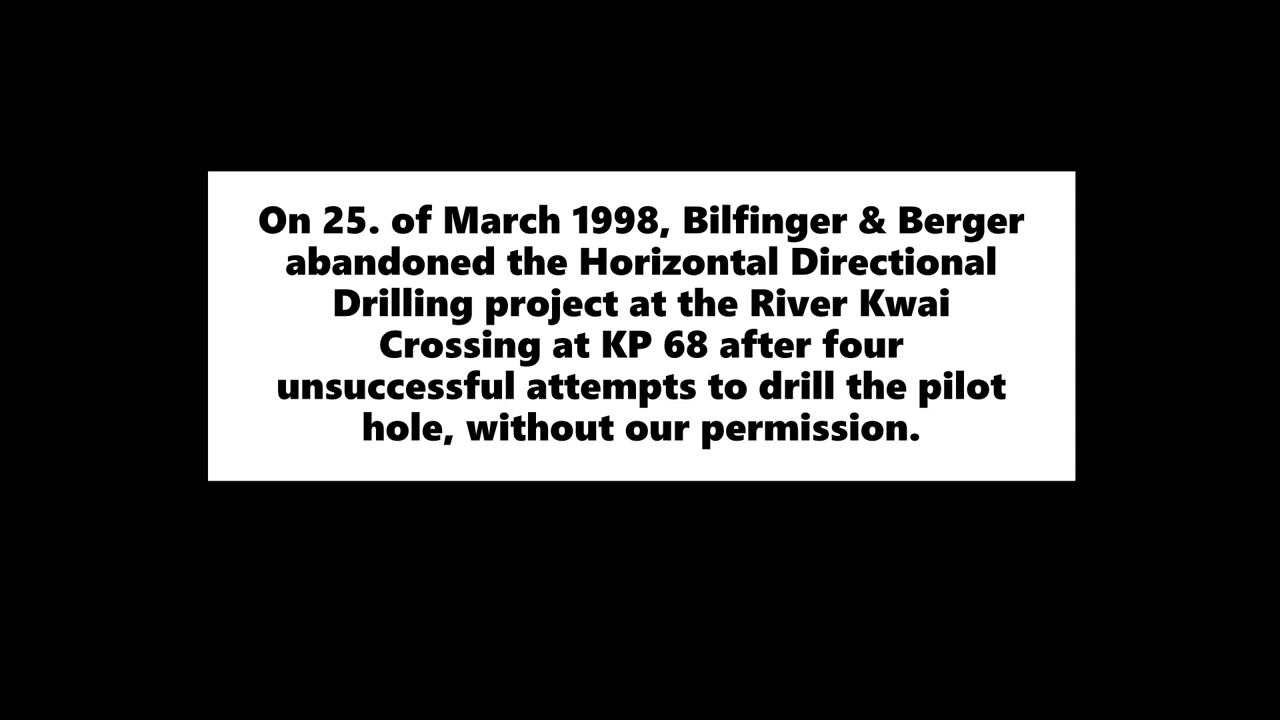 On 25. of March 1998, Bilfinger & Berger
abandoned the Horizontal Directional
Drilling project at the River Kwai
Crossing at KP 68 after four
unsuccessful attempts to drill the pilot
hole, without our permission.